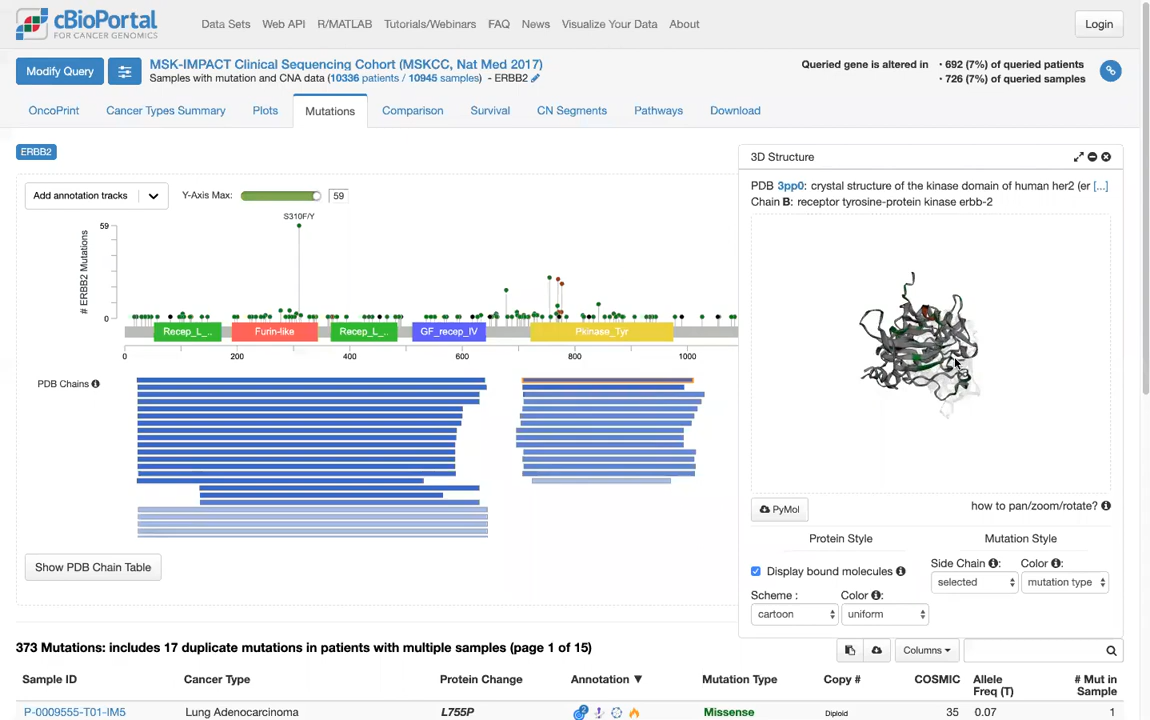 cBioPortal
FOR CANCER GENOMICS
Data Sets Web API R/MATLAB Tutorials/Webinars FAQ News Visualize Your Data About
Login
Modify Query
MSK-IMPACT Clinical Sequencing Cohort (MSKCC, Nat Med 2017)
Samples with mutation and CNA data (10336 patients / 10945 samples) - ERBB2
Queried gene is altered in • 692 (7%) of queried patients
• 726 (7%) of queried samples
OncoPrint Cancer Types Summary Plots Mutations Comparison Survival CN Segments Pathways Download
ERBB2
Add annotation tracks
Y-Axis Max: 59
S310F/Y
59
# ERBB2 Mutations
0
Recep_L_.. Furin-like Recep_L_.. GF_recep_IV Pkinase_Tyr
0 200 400 600 800 1000
PDB Chains
Show PDB Chain Table
3D Structure
PDB 3pp0: crystal structure of the kinase domain of human her2 (er [...]
Chain B: receptor tyrosine-protein kinase erbb-2
PyMol
how to pan/zoom/rotate?
Protein Style Mutation Style
Display bound molecules
Side Chain : Color :
selected mutation type
Scheme : Color :
cartoon uniform
373 Mutations: includes 17 duplicate mutations in patients with multiple samples (page 1 of 15)
Columns
Sample ID Cancer Type Protein Change Annotation ▼ Mutation Type Copy # COSMIC Allele Freq (T) # Mut in Sample
P-0009555-T01-IM5 Lung Adenocarcinoma L755P 2 Missense Diploid 35 0.07 1